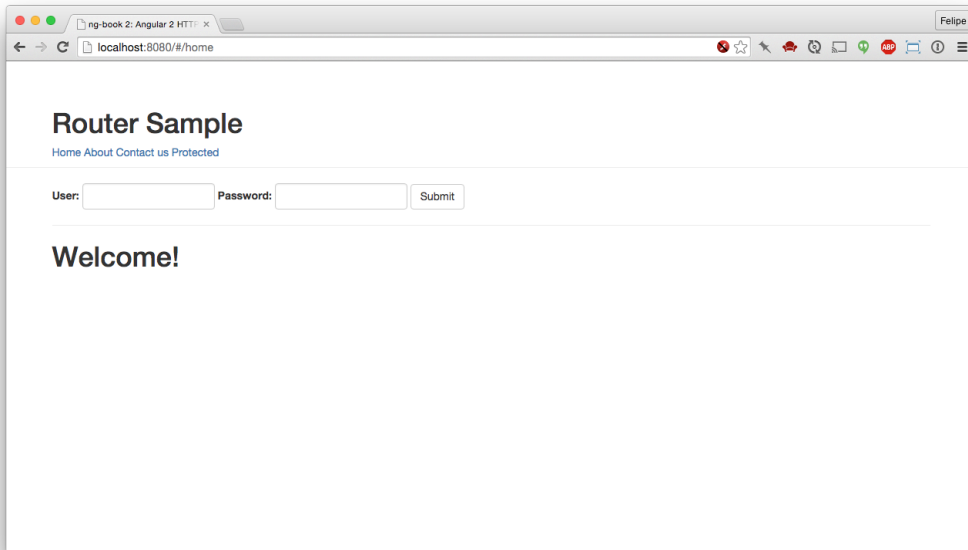 ng-book 2: Angular 2 HTTP
Felipe
localhost:8080/#/home
ABP
Router Sample
Home About Contact us Protected
User: Password: Submit
Welcome!